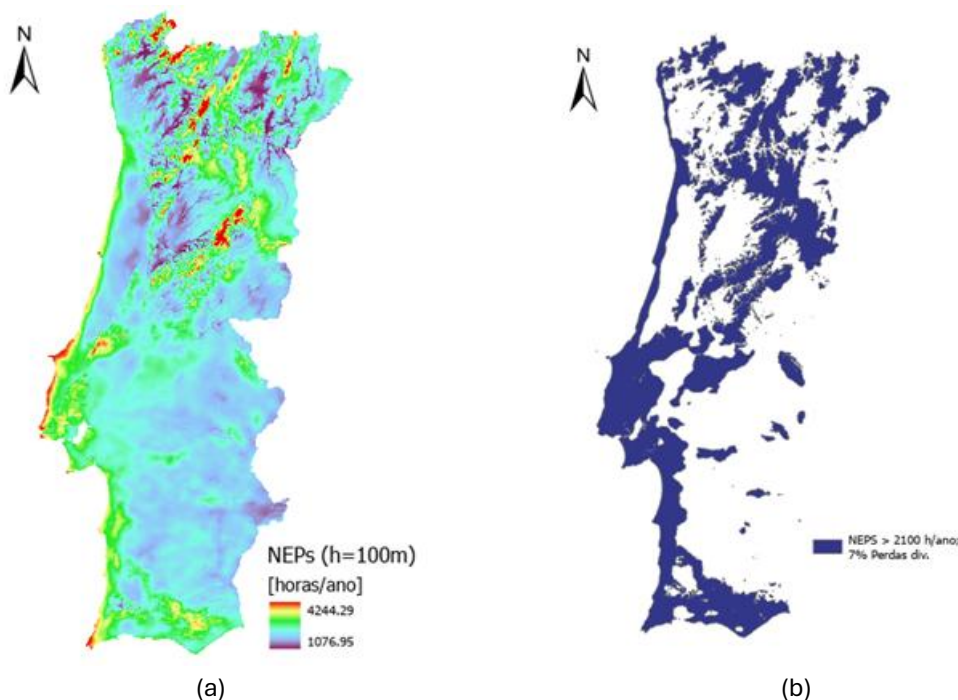 N
NEPs (h=100m)
[horas/ano]
4244.29
1076.95
(a)
N
NEPS > 2100 h/ano;
7% Perdas div.
(b)